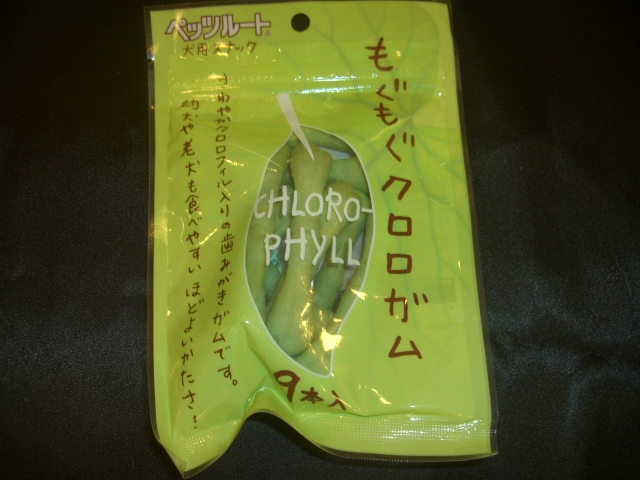 ペッツルート
犬用スナック
もぐもぐクロロガム
さわやかクロロフィル入りの歯みがきガムです。
幼犬や老犬も食べやすいほどよいかたさ!
CHLORO-
PHYLL
9本入